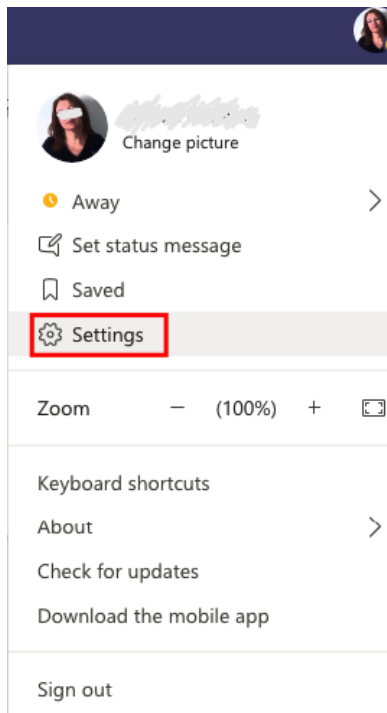 Change picture
Away
Set status message
Saved
Settings
Zoom − (100%) +
Keyboard shortcuts
About
Check for updates
Download the mobile app
Sign out